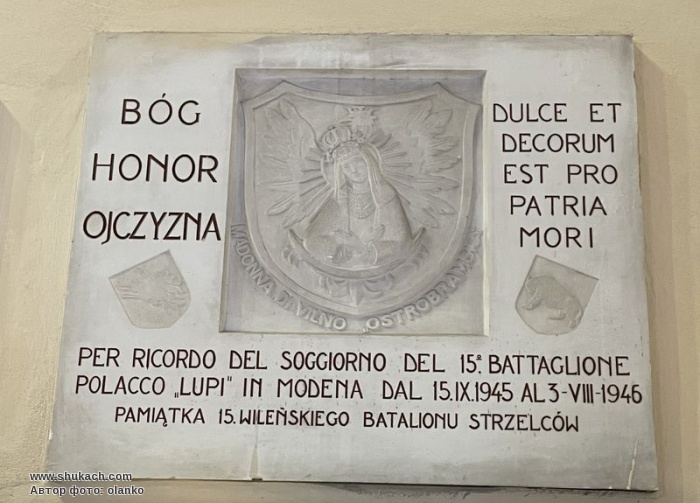 BÓG
HONOR
OJCZYZNA
DULCE ET
DECORUM
EST PRO
PATRIA
MORI
MADONNA DI VILNO „OSTROBRAMSKA
PER RICORDO DEL SOGGIORNO DEL 15.ª BATTAGLIONE
POLACCO „LUPI" IN MODENA DAL 15.IX.1945 AL 3-VIII-1946
PAMIĄTKA 15. WILEŃSKIEGO BATALIONU STRZELCÓW
www.shukach.com
Автор фото: olanko